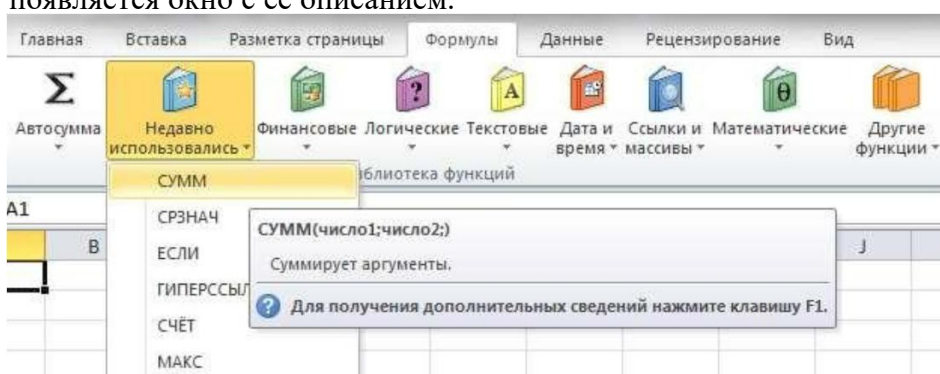 появляется окно с ее описанием.
Главная Вставка Разметка страницы Формулы Данные Рецензирование Вид
Σ ? A θ
Автосумма Недавно использовались Финансовые Логические Текстовые Дата и время Ссылки и массивы Математические Другие функции
блиотека функций
A1
B J
СУММ
СРЗНАЧ
ЕСЛИ
ГИПЕРССЫЛ
СЧЁТ
МАКС
СУММ(число1;число2;)
Суммирует аргументы.
? Для получения дополнительных сведений нажмите клавишу F1.